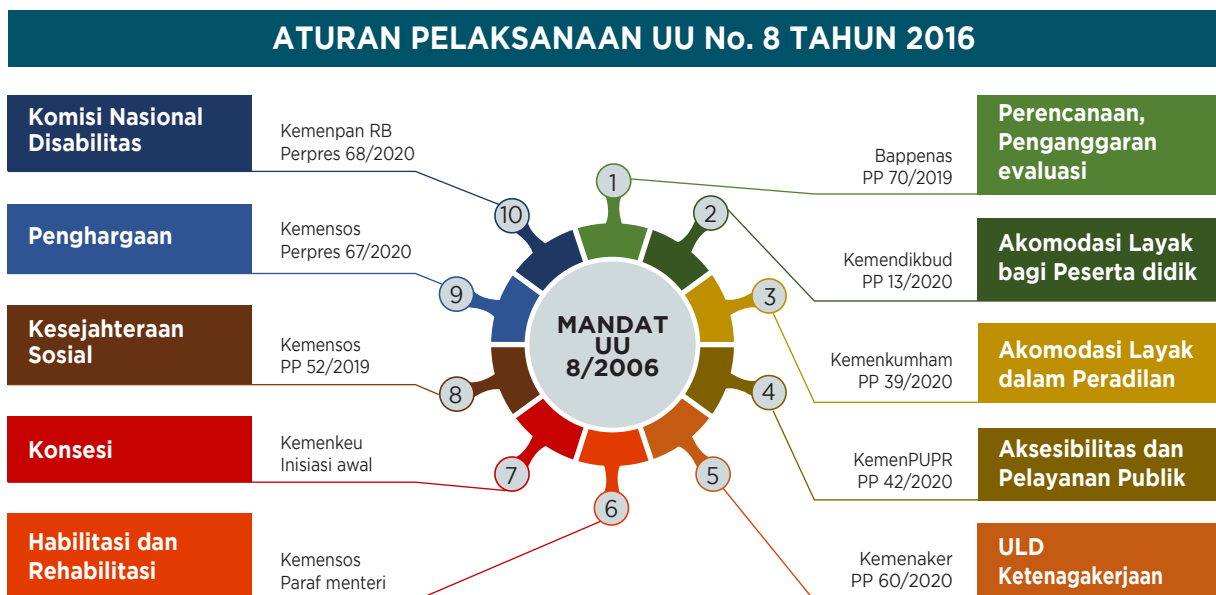 ATURAN PELAKSANAAN UU No. 8 TAHUN 2016
Komisi Nasional
Disabilitas
Kemenpan RB
Perpres 68/2020
Penghargaan
Kemensos
Perpres 67/2020
Kesejahteraan
Sosial
Kemensos
PP 52/2019
Konsesi
Kemenkeu
Inisiasi awal
Habilitasi dan
Rehabilitasi
Kemensos
Paraf menteri
1
2
3
4
5
6
7
8
9
10
MANDAT
UU
8/2006
Bappenas
PP 70/2019
Perencanaan,
Penganggaran
evaluasi
Kemendikbud
PP 13/2020
Akomodasi Layak
bagi Peserta didik
Kemenkumham
PP 39/2020
Akomodasi Layak
dalam Peradilan
KemenPUPR
PP 42/2020
Aksesibilitas dan
Pelayanan Publik
Kemenaker
PP 60/2020
ULD
Ketenagakerjaan